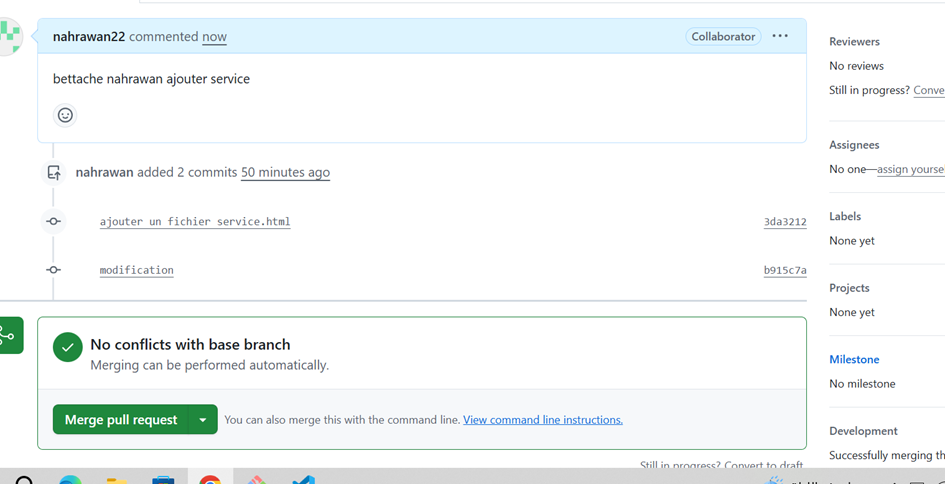 nahrawan22 commented now
Collaborator
bettache nahrawan ajouter service
nahrawan added 2 commits 50 minutes ago
ajouter un fichier service.html
3da3212
modification
b915c7a
No conflicts with base branch
Merging can be performed automatically.
Merge pull request
You can also merge this with the command line. View command line instructions.
Still in progress? Convert to draft
Reviewers
No reviews
Still in progress? Conve
Assignees
No one—assign yoursel
Labels
None yet
Projects
None yet
Milestone
No milestone
Development
Successfully merging th